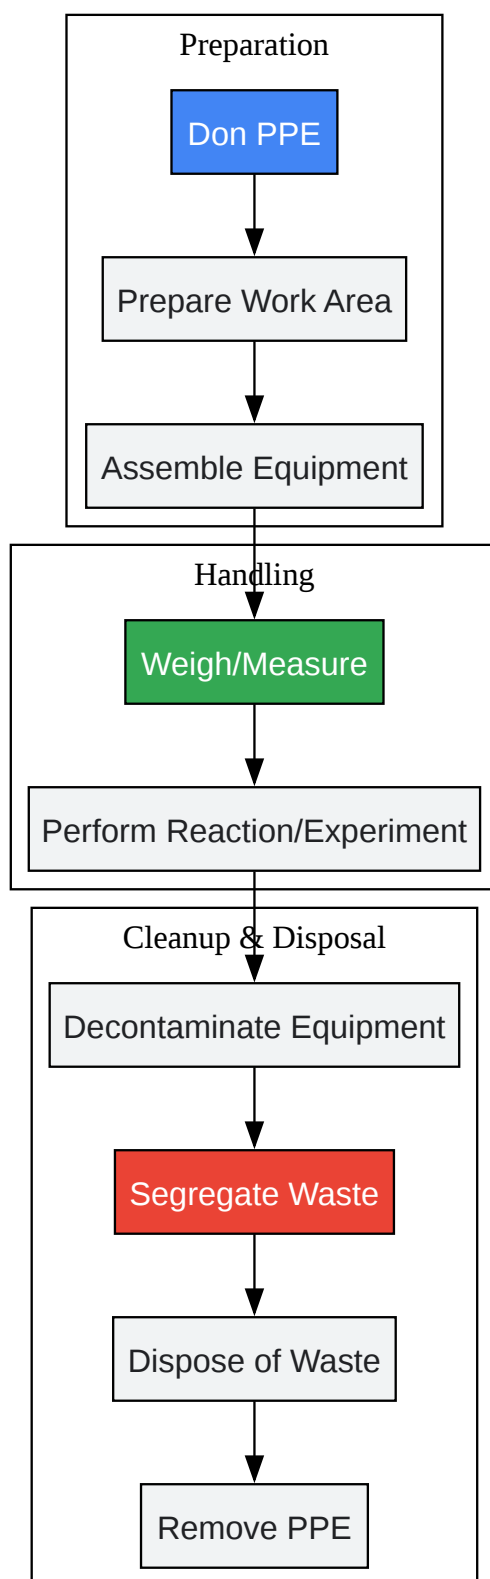 Preparation
Don PPE
Prepare Work Area
Assemble Equipment
Handling
Weigh/Measure
Perform Reaction/Experiment
Cleanup & Disposal
Decontaminate Equipment
Segregate Waste
Dispose of Waste
Remove PPE